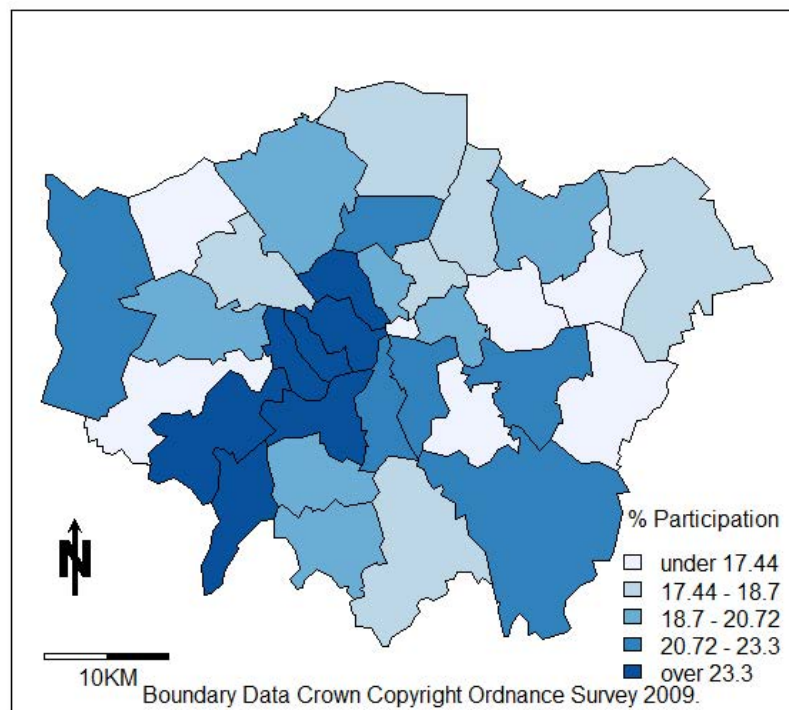 % Participation
under 17.44
17.44 - 18.7
18.7 - 20.72
20.72 - 23.3
over 23.3
N
10KM
Boundary Data Crown Copyright Ordnance Survey 2009.